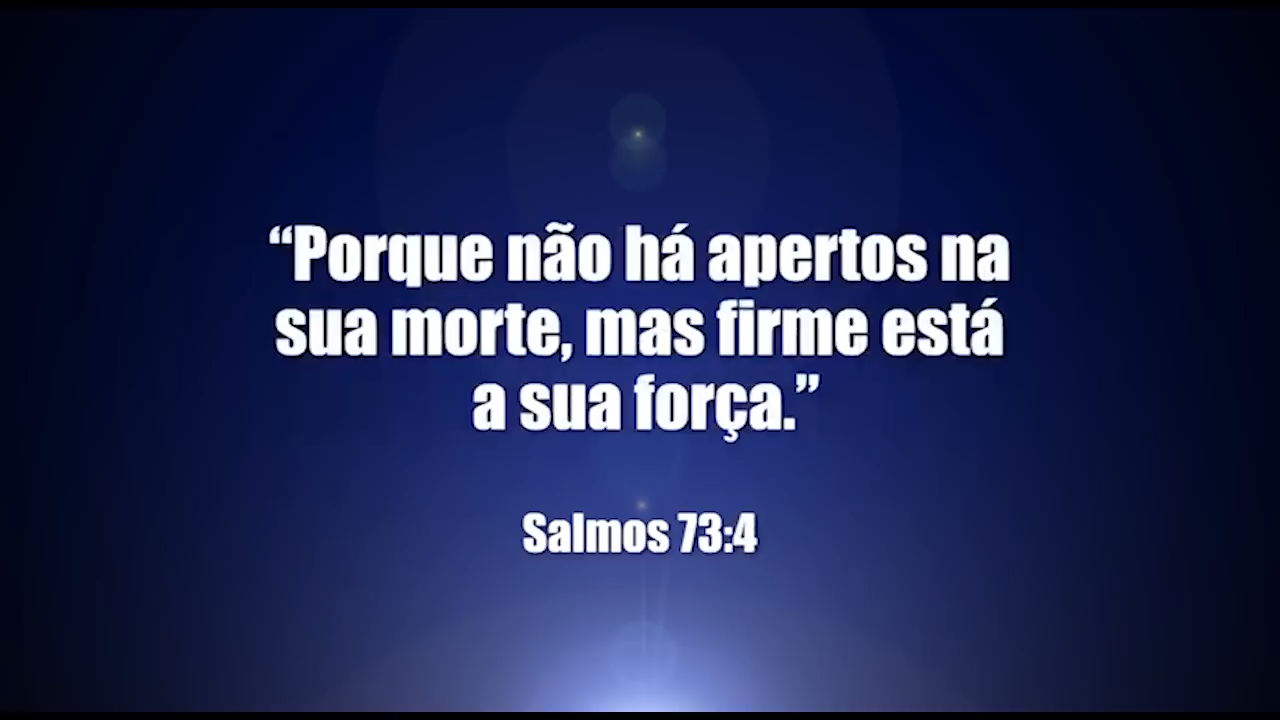 “Porque não há apertos na
sua morte, mas firme está
a sua força.”
Salmos 73:4